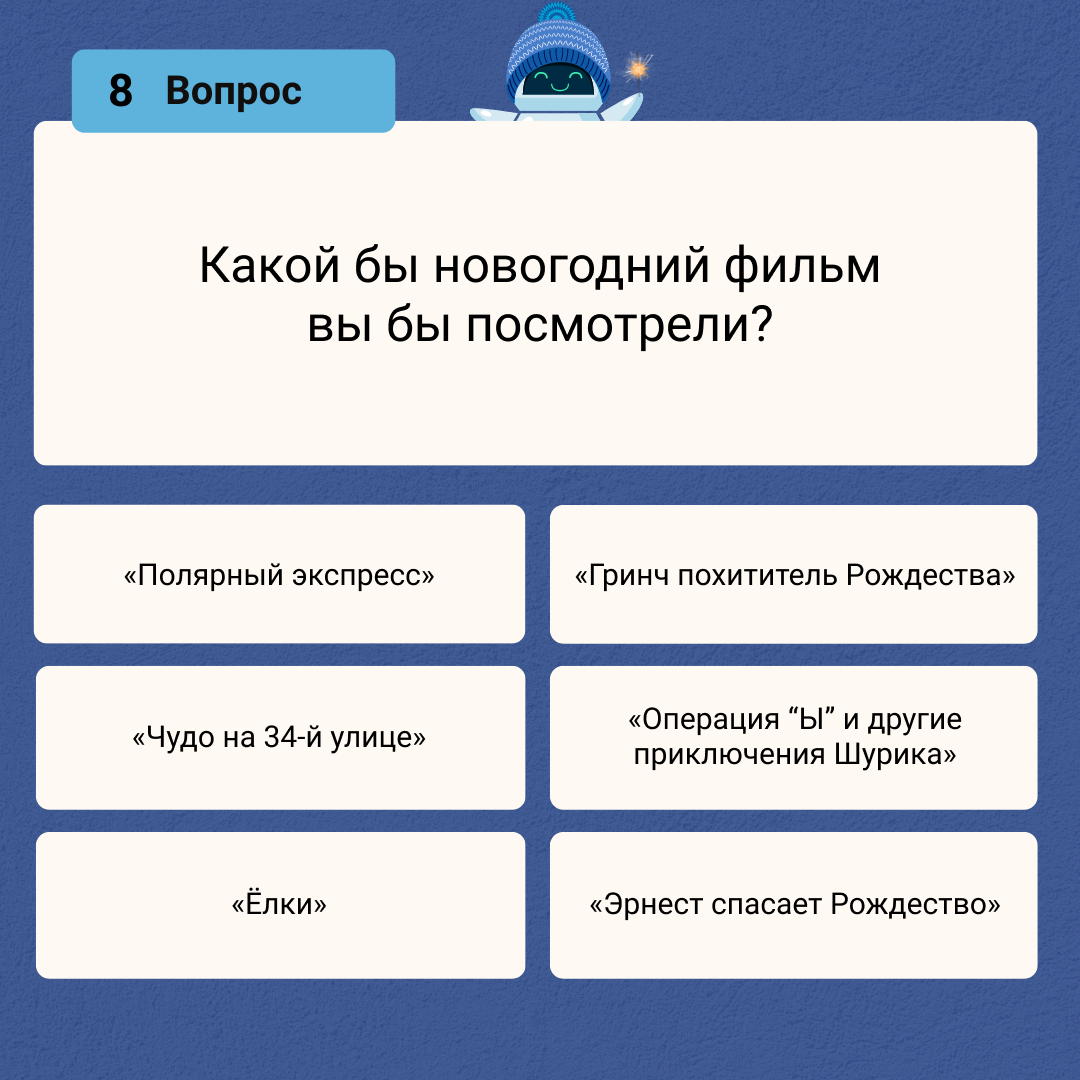 8 Вопрос
Какой бы новогодний фильм
вы бы посмотрели?
«Полярный экспресс»
«Гринч похититель Рождества»
«Чудо на 34-й улице»
«Операция “Ы” и другие
приключения Шурика»
«Ёлки»
«Эрнест спасает Рождество»